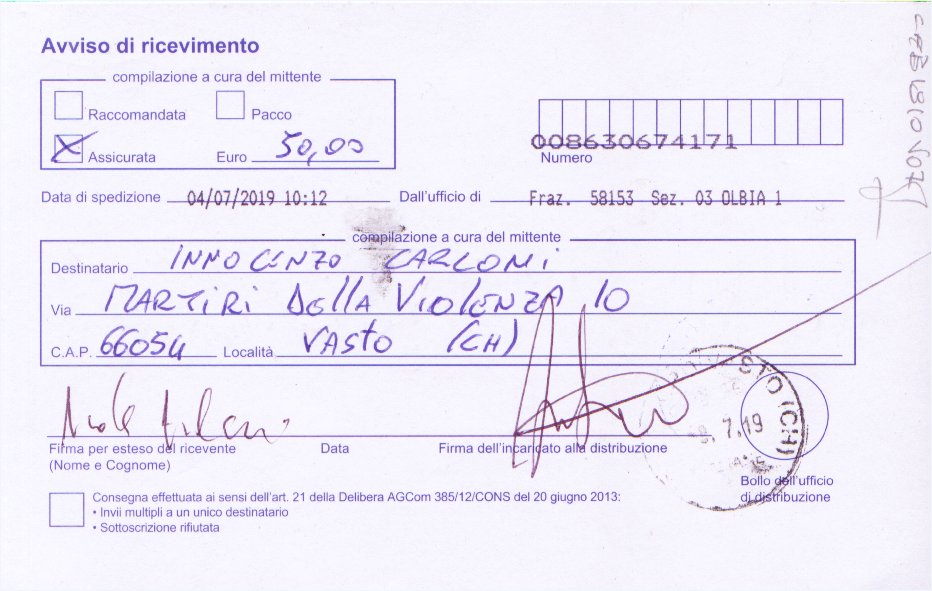 Avviso di ricevimento
compilazione a cura del mittente
Raccomandata
Pacco
Assicurata
Euro 50,00
008630674171
Numero
Data di spedizione 04/07/2019 10:12 Dall'ufficio di Fraz. 58153 Sez. 03 OLBIA 1
compilazione a cura del mittente
Destinatario INNOCENZO CARLONI
Via MARTIRI DELLA VIOLENZA 10
C.A.P. 66054 Località VASTO (CH)
Firma per esteso del ricevente
(Nome e Cognome)
Data
Firma dell'incaricato alla distribuzione
STO (CH)
7.19
Bollo dell'ufficio
di distribuzione
Consegna effettuata ai sensi dell'art. 21 della Delibera AGCom 385/12/CONS del 20 giugno 2013:
• Invii multipli a un unico destinatario
• Sottoscrizione rifiutata